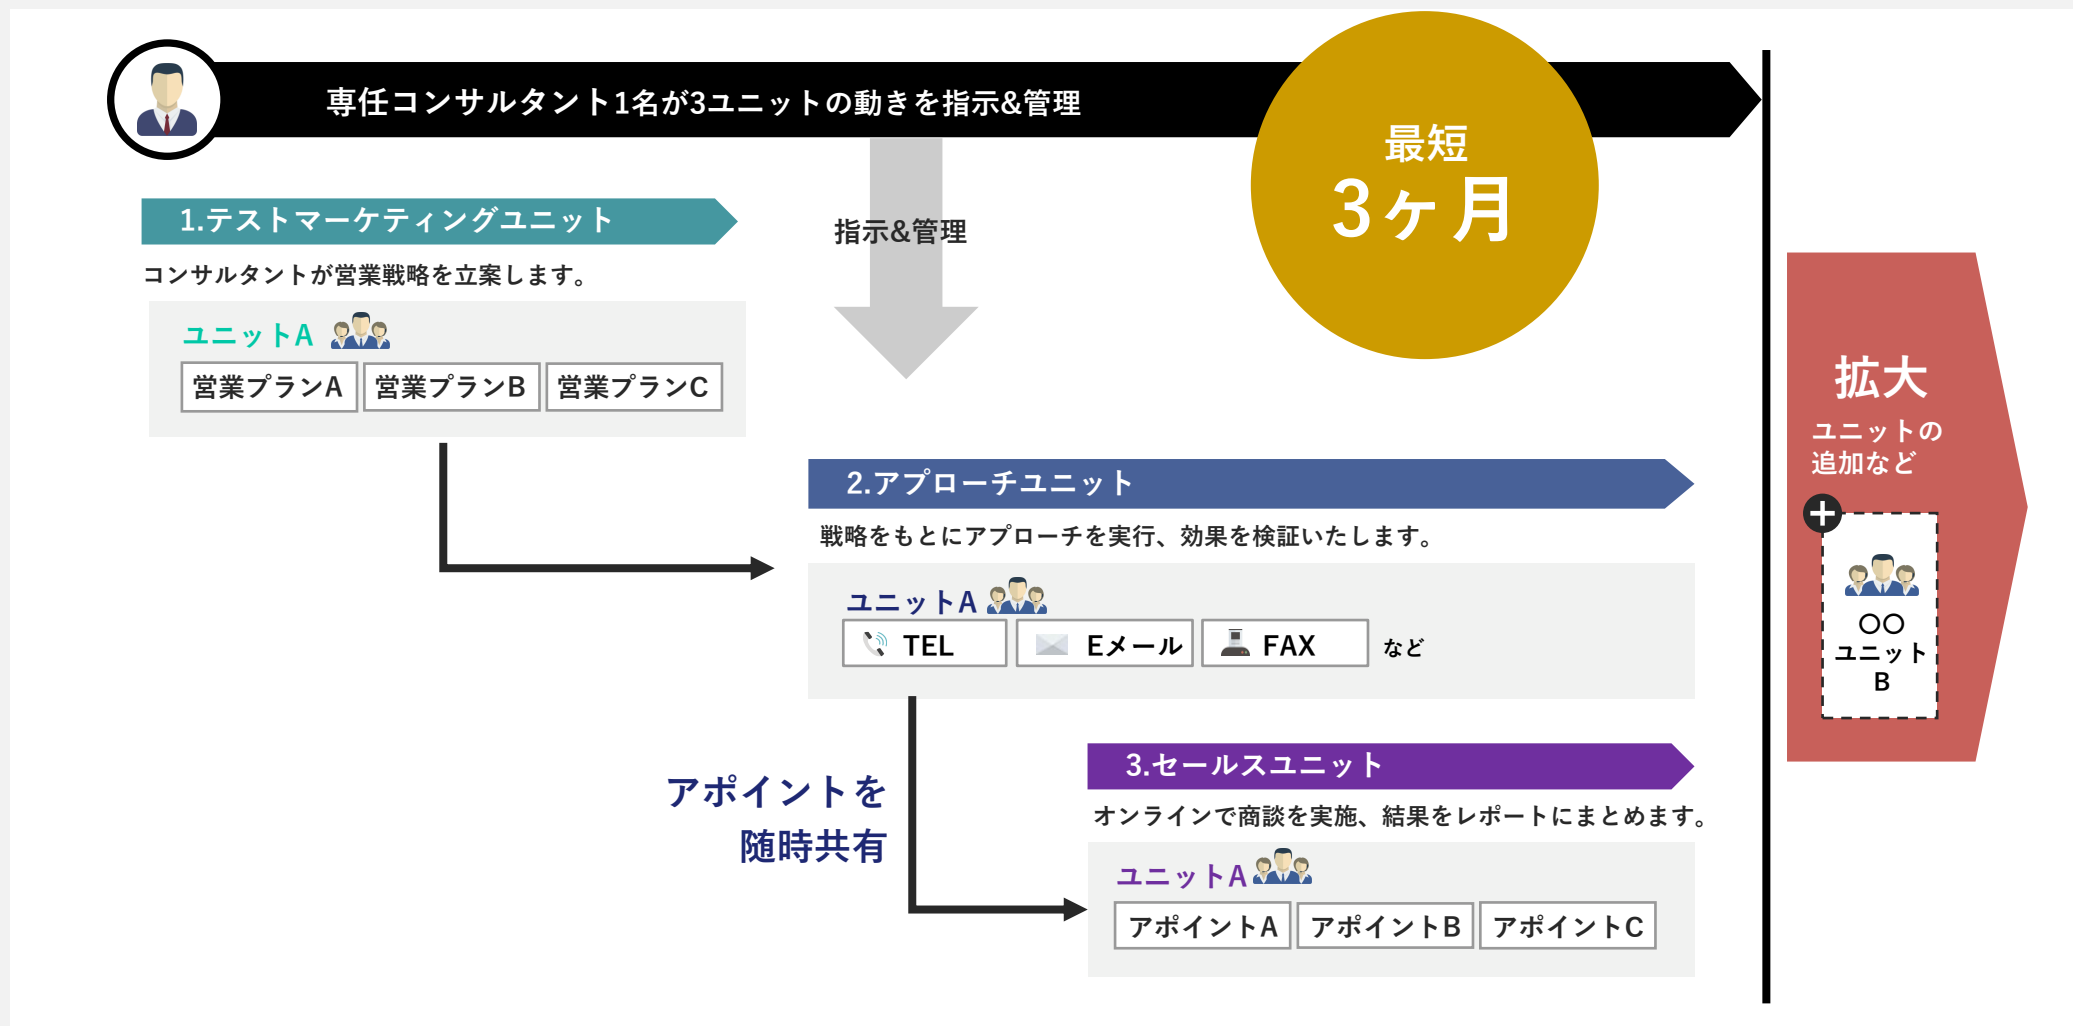 専任コンサルタント1名が3ユニットの動きを指示&管理
最短
3ヶ月
1.テストマーケティングユニット
コンサルタントが営業戦略を立案します。
ユニットA
営業プランA
営業プランB
営業プランC
指示&管理
2.アプローチユニット
戦略をもとにアプローチを実行、効果を検証いたします。
ユニットA
TEL
Eメール
FAX
など
アポイントを
随時共有
3.セールスユニット
オンラインで商談を実施、結果をレポートにまとめます。
ユニットA
アポイントA
アポイントB
アポイントC
拡大
ユニットの
追加など
+
○○
ユニット
B